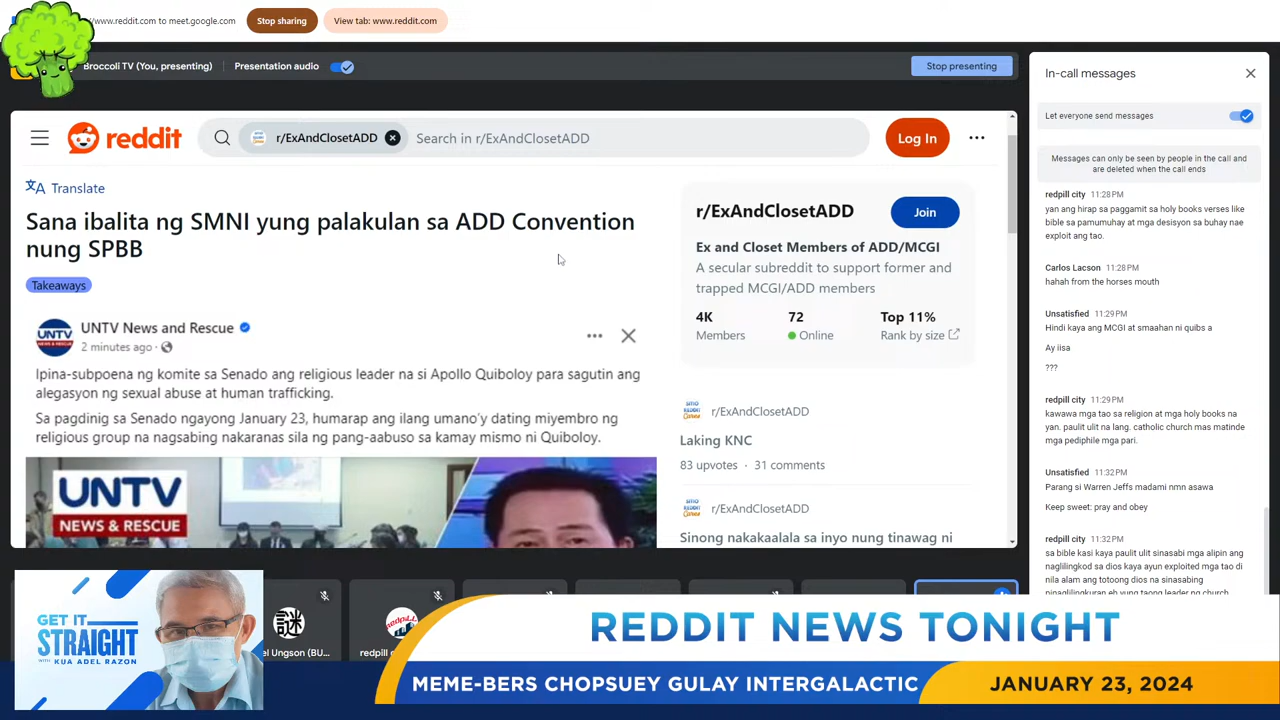 /www.reddit.com to meet.google.com
Stop sharing
View tab: www.reddit.com
Broccoli TV (You, presenting)
Presentation audio
Stop presenting
reddit
r/ExAndClosetADD
Search in r/ExAndClosetADD
Log In
Translate
Sana ibalita ng SMNI yung palakulan sa ADD Convention
nung SPBB
Takeaways
UNTV News and Rescue
2 minutes ago
Ipina-subpoena ng komite sa Senado ang religious leader na si Apollo Quiboloy para sagutin ang
alegasyon ng sexual abuse at human trafficking.
Sa pagdinig sa Senado ngayong January 23, humarap ang ilang umano'y dating miyembro ng
religious group na nagsabing nakaranas sila ng pang-aabuso sa kamay mismo ni Quiboloy.
UNTV
NEWS & RESCUE
r/ExAndClosetADD
Join
Ex and Closet Members of ADD/MCGI
A secular subreddit to support former and
trapped MCGI/ADD members
4K
Members
72
Online
Top 11%
Rank by size
r/ExAndClosetADD
Laking KNC
83 upvotes · 31 comments
r/ExAndClosetADD
Sinong nakakaalala sa inyo nung tinawag ni
In-call messages
Let everyone send messages
Messages can only be seen by people in the call and
are deleted when the call ends
redpill city 11:28 PM
yan ang hirap sa paggamit sa holy books verses like
bible sa pamumuhay at mga desisyon sa buhay nae
exploit ang tao.
Carlos Lacson 11:28 PM
hahah from the horses mouth
Unsatisfied 11:29 PM
Hindi kaya ang MCGI at smaahan ni quibs a
Ay iisa
???
redpill city 11:29 PM
kawawa mga tao sa religion at mga holy books na
yan. paulit ulit na lang. catholic church mas matinde
mga pediphile mga pari.
Unsatisfied 11:32 PM
Parang si Warren Jeffs madami nmn asawa
Keep sweet: pray and obey
redpill city 11:32 PM
sa bible kasi kaya paulit ulit sinasabi mga alipin ang
naglilingkod sa dios kaya ayun exploited mga tao di
nila alam ang totoong dios na sinasabing
pinaglilingkuran eh yung taong leader ng church
el Ungson (BU...
redpill c
GET IT
STRAIGHT
WITH KUA ADEL RAZON
REDDIT NEWS TONIGHT
MEME-BERS CHOPSUEY GULAY INTERGALACTIC
JANUARY 23, 2024